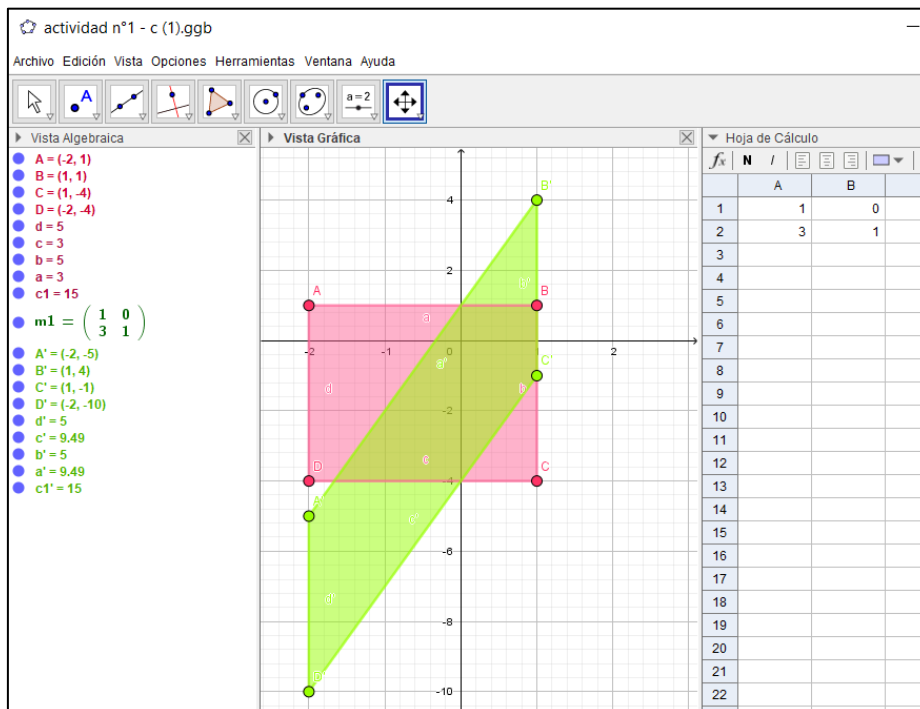 actividad n°1 - c (1).ggb
Archivo Edición Vista Opciones Herramientas Ventana Ayuda
A
a = 2
Vista Algebraica
A = (-2, 1)
B = (1, 1)
C = (1, -4)
D = (-2, -4)
d = 5
c = 3
b = 5
a = 3
c1 = 15
m1 = ( 1 0
3 1 )
A' = (-2, -5)
B' = (1, 4)
C' = (1, -1)
D' = (-2, -10)
d' = 5
c' = 9.49
b' = 5
a' = 9.49
c1' = 15
Vista Gráfica
B'
4
2
b'
A
B
a
-2 -1 0 1 2
C'
a'
d
b
-2
c
D
C
-4
A'
c'
-6
d'
-8
D'
-10
Hoja de Cálculo
fx N I
A B
1 1 0
2 3 1
3
4
5
6
7
8
9
10
11
12
13
14
15
16
17
18
19
20
21
22